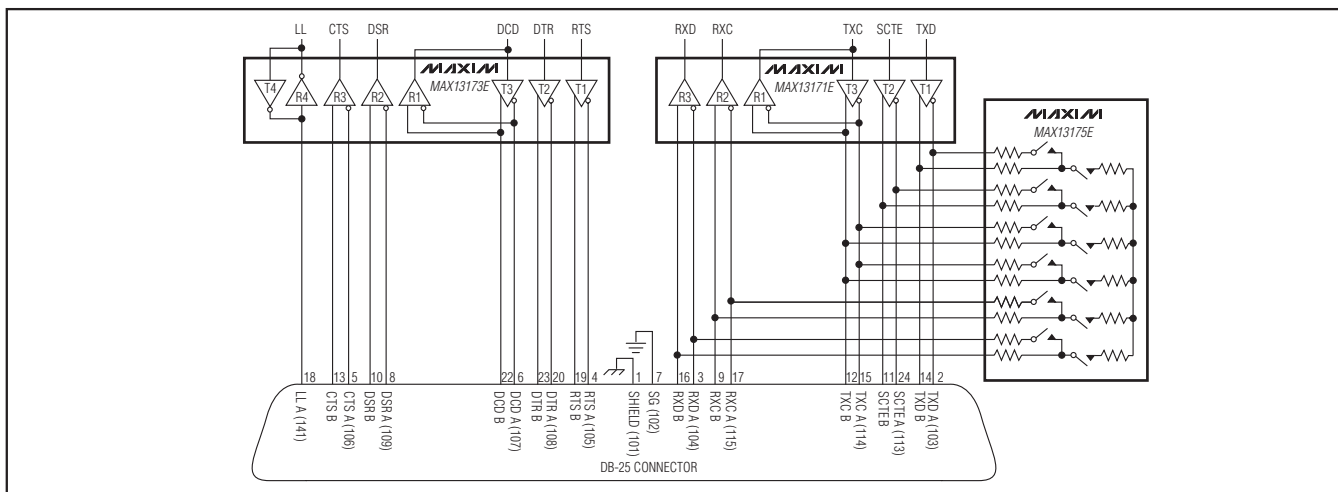 LL CTS DSR DCD DTR RTS RXD RXC TXC SCTE TXD
MAXIM
MAX13173E
T4 R4 R3 R2 R1 T3 T2 T1
MAXIM
MAX13171E
R3 R2 R1 T3 T2 T1
MAXIM
MAX13175E
18 13 5 10 8 22 6 23 20 19 4 1 7 16 3 9 17 12 15 11 24 14 2
LL A (141)
CTS B
CTS A (106)
DSR B
DSR A (109)
DCD B
DCD A (107)
DTR B
DTR A (108)
RTS B
RTS A (105)
SHIELD (101)
SG (102)
RXD B
RXD A (104)
RXC B
RXC A (115)
TXC B
TXC A (114)
SCTE B
SCTE A (113)
TXD B
TXD A (103)
DB-25 CONNECTOR